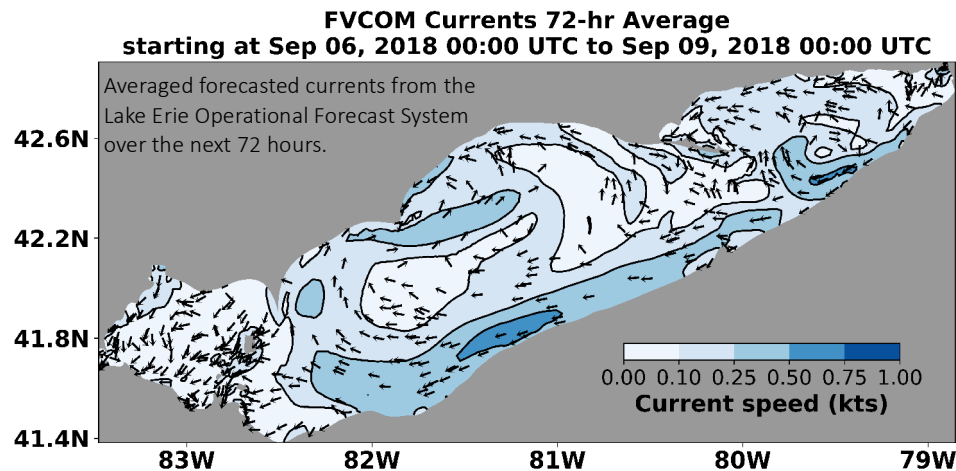 FVCOM Currents 72-hr Average
starting at Sep 06, 2018 00:00 UTC to Sep 09, 2018 00:00 UTC
Averaged forecasted currents from the
Lake Erie Operational Forecast System
over the next 72 hours.
42.6N
42.2N
41.8N
41.4N
0.00 0.10 0.25 0.50 0.75 1.00
Current speed (kts)
83W 82W 81W 80W 79W